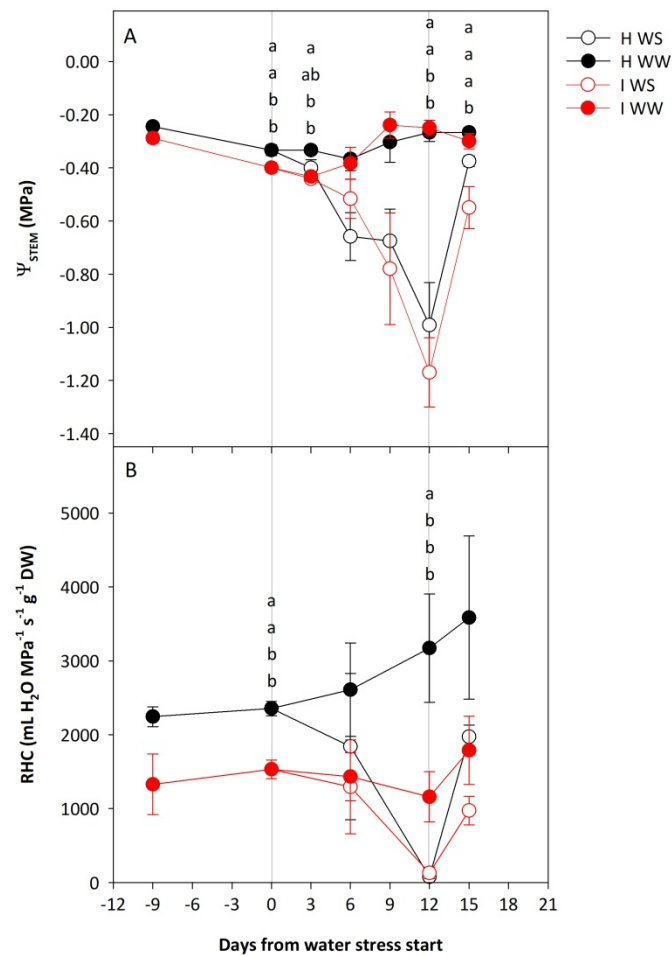 A
0.00
-0.20
-0.40
-0.60
-0.80
-1.00
-1.20
-1.40
Ψ_STEM (MPa)
a a a a
a ab a a
b b b a
b b b b
H WS
H WW
I WS
I WW
B
5000
4000
3000
2000
1000
0
RHC (mL H₂O MPa⁻¹ s⁻¹ g⁻¹ DW)
a
b
b
b
a
a
b
b
-12 -9 -6 -3 0 3 6 9 12 15 18 21
Days from water stress start